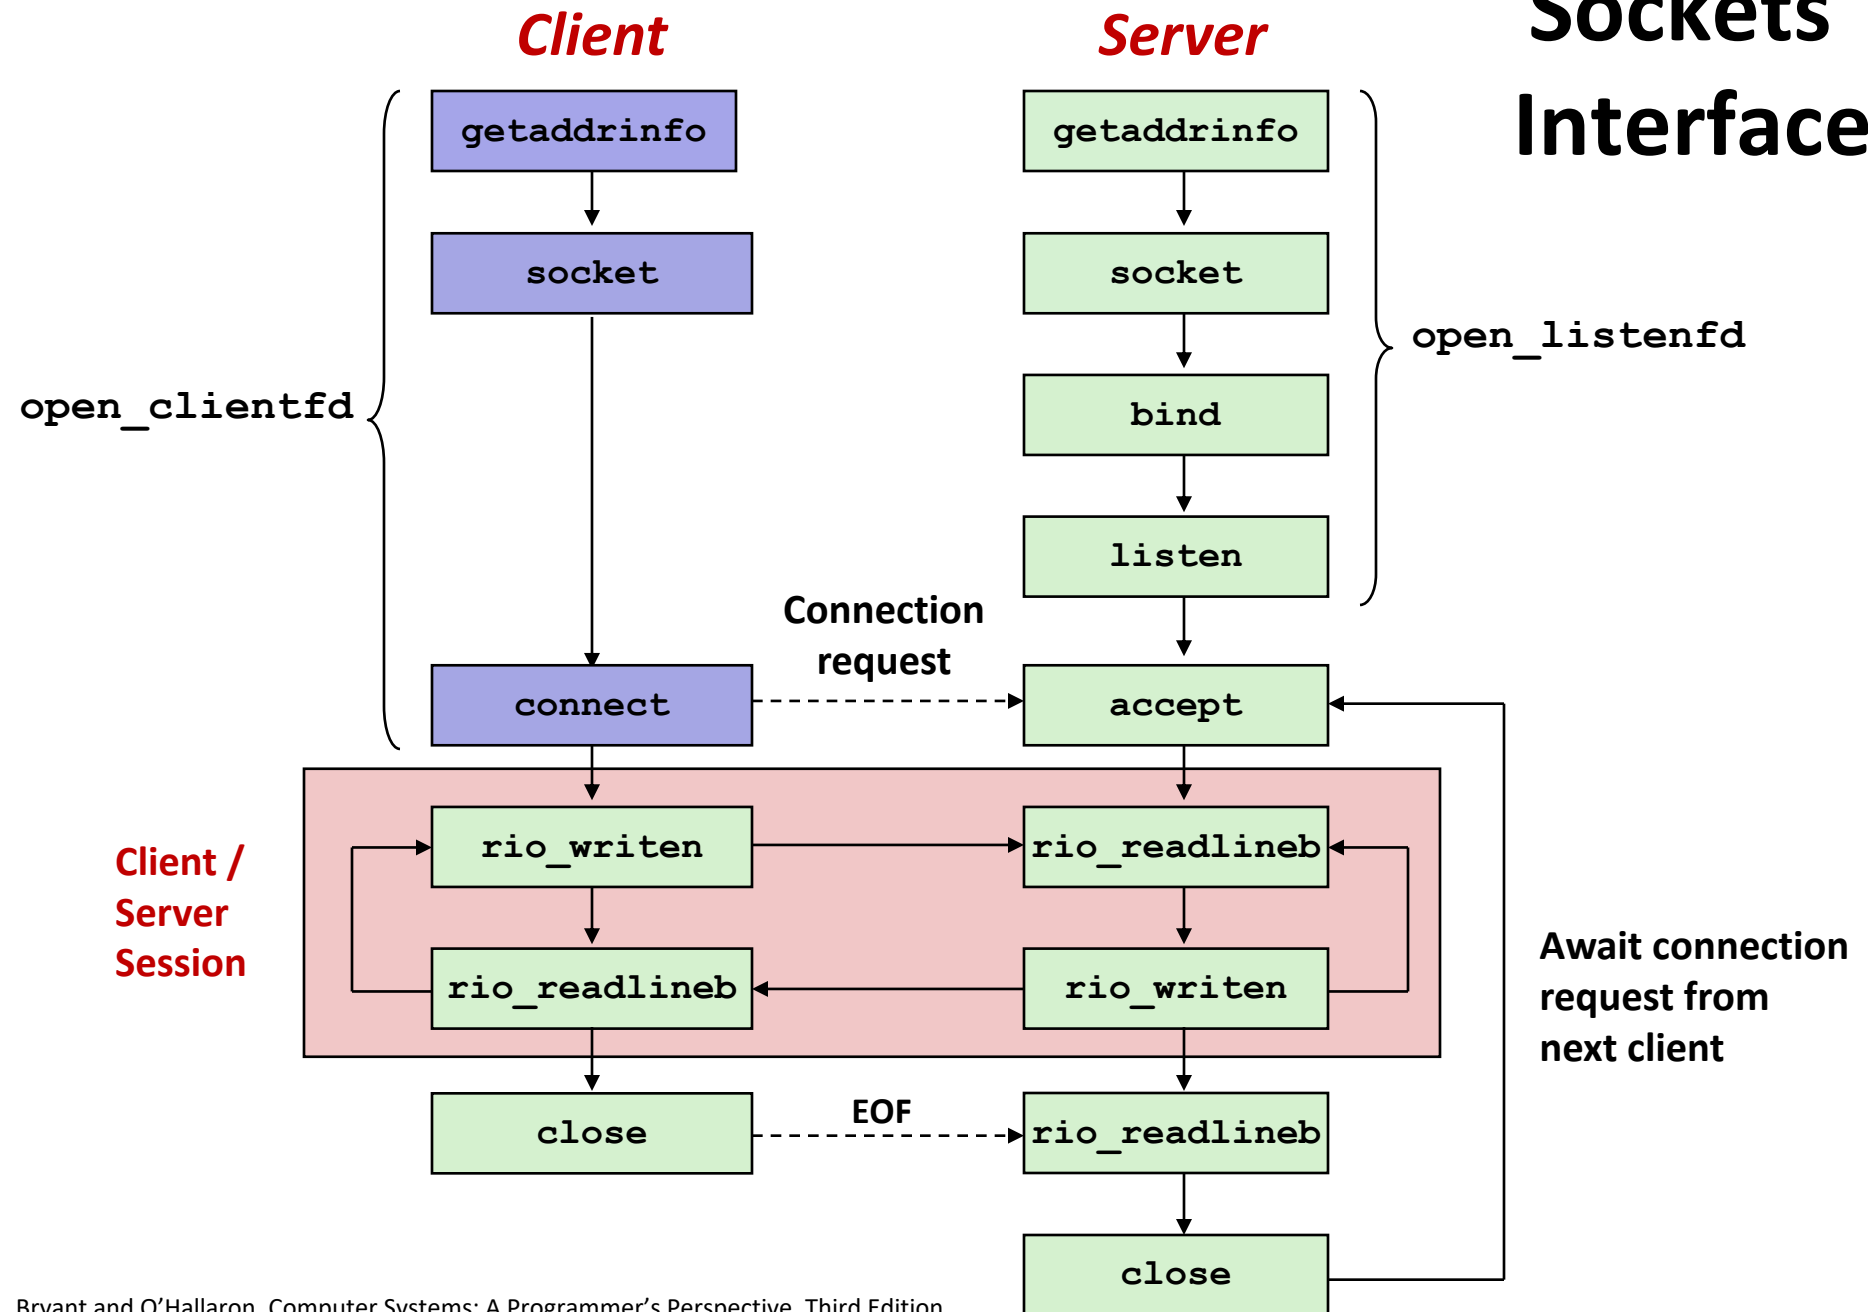 Client
Server
Sockets
Interface
getaddrinfo
getaddrinfo
socket
socket
open_listenfd
open_clientfd
bind
listen
Connection
request
connect
accept
Client /
Server
Session
rio_writen
rio_readlineb
rio_readlineb
rio_writen
Await connection
request from
next client
close
EOF
rio_readlineb
close
Bryant and O'Hallaron, Computer Systems: A Programmer's Perspective, Third Edition